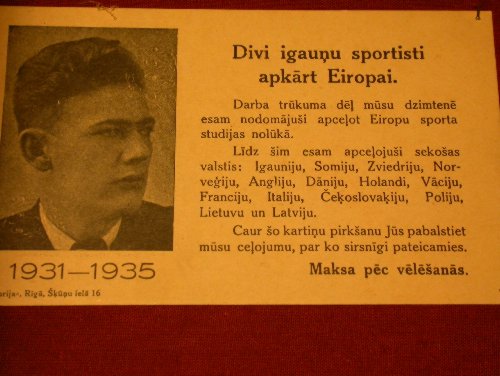 Divi igauņu sportisti
apkārt Eiropai.
Darba trūkuma dēļ mūsu dzimtenē
esam nodomājuši apceļot Eiropu sporta
studijas nolūkā.
Līdz šim esam apceļojuši sekošas
valstis: Igauniju, Somiju, Zviedriju, Nor-
veģiju, Angliju, Dāniju, Holandi, Vāciju,
Franciju, Itāliju, Čeķoslovaķiju, Poliju,
Lietuvu un Latviju.
Caur šo kartiņu pirkšanu Jūs pabalstiet
mūsu ceļojumu, par ko sirsnīgi pateicamies.
Maksa pēc vēlēšanās.
1931—1935
Rīgā, Šķūņu ielā 16